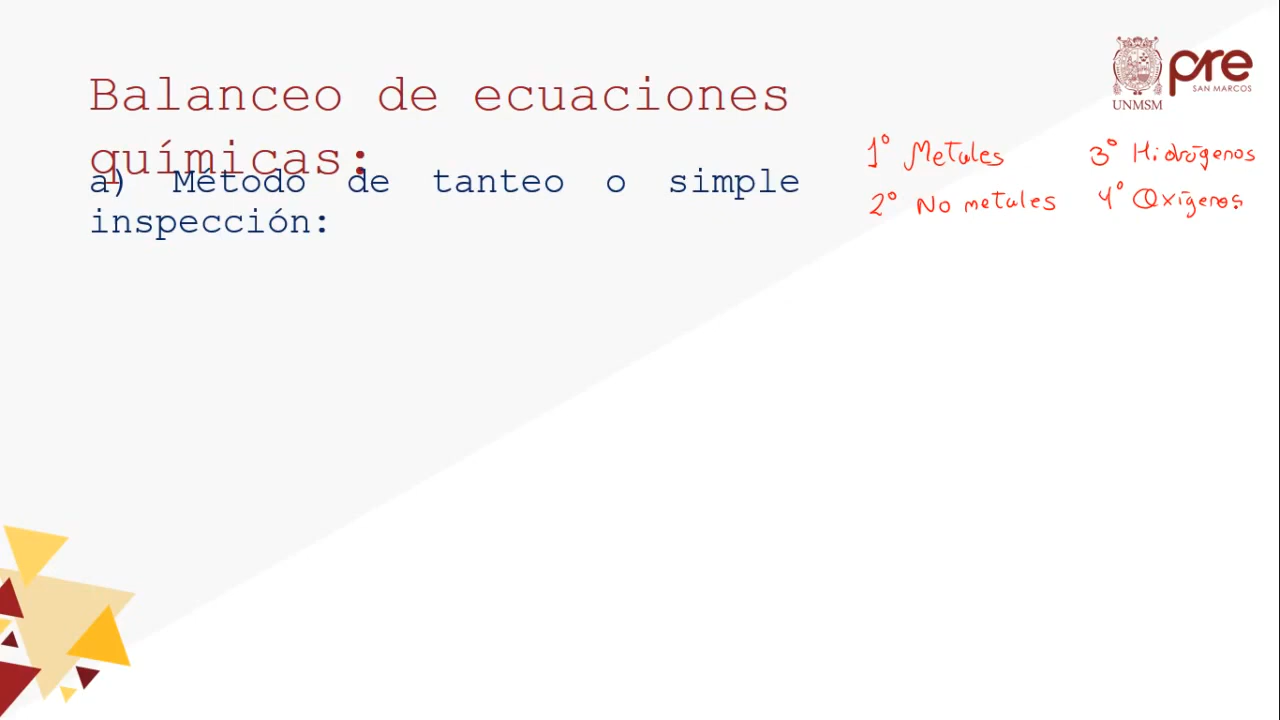 Balanceo de ecuaciones
químicas:
a) Método de tanteo o simple
inspección:
UNMSM
pre
SAN MARCOS
1° Metales
2° No metales
3° Hidrógenos
4° Oxígenos